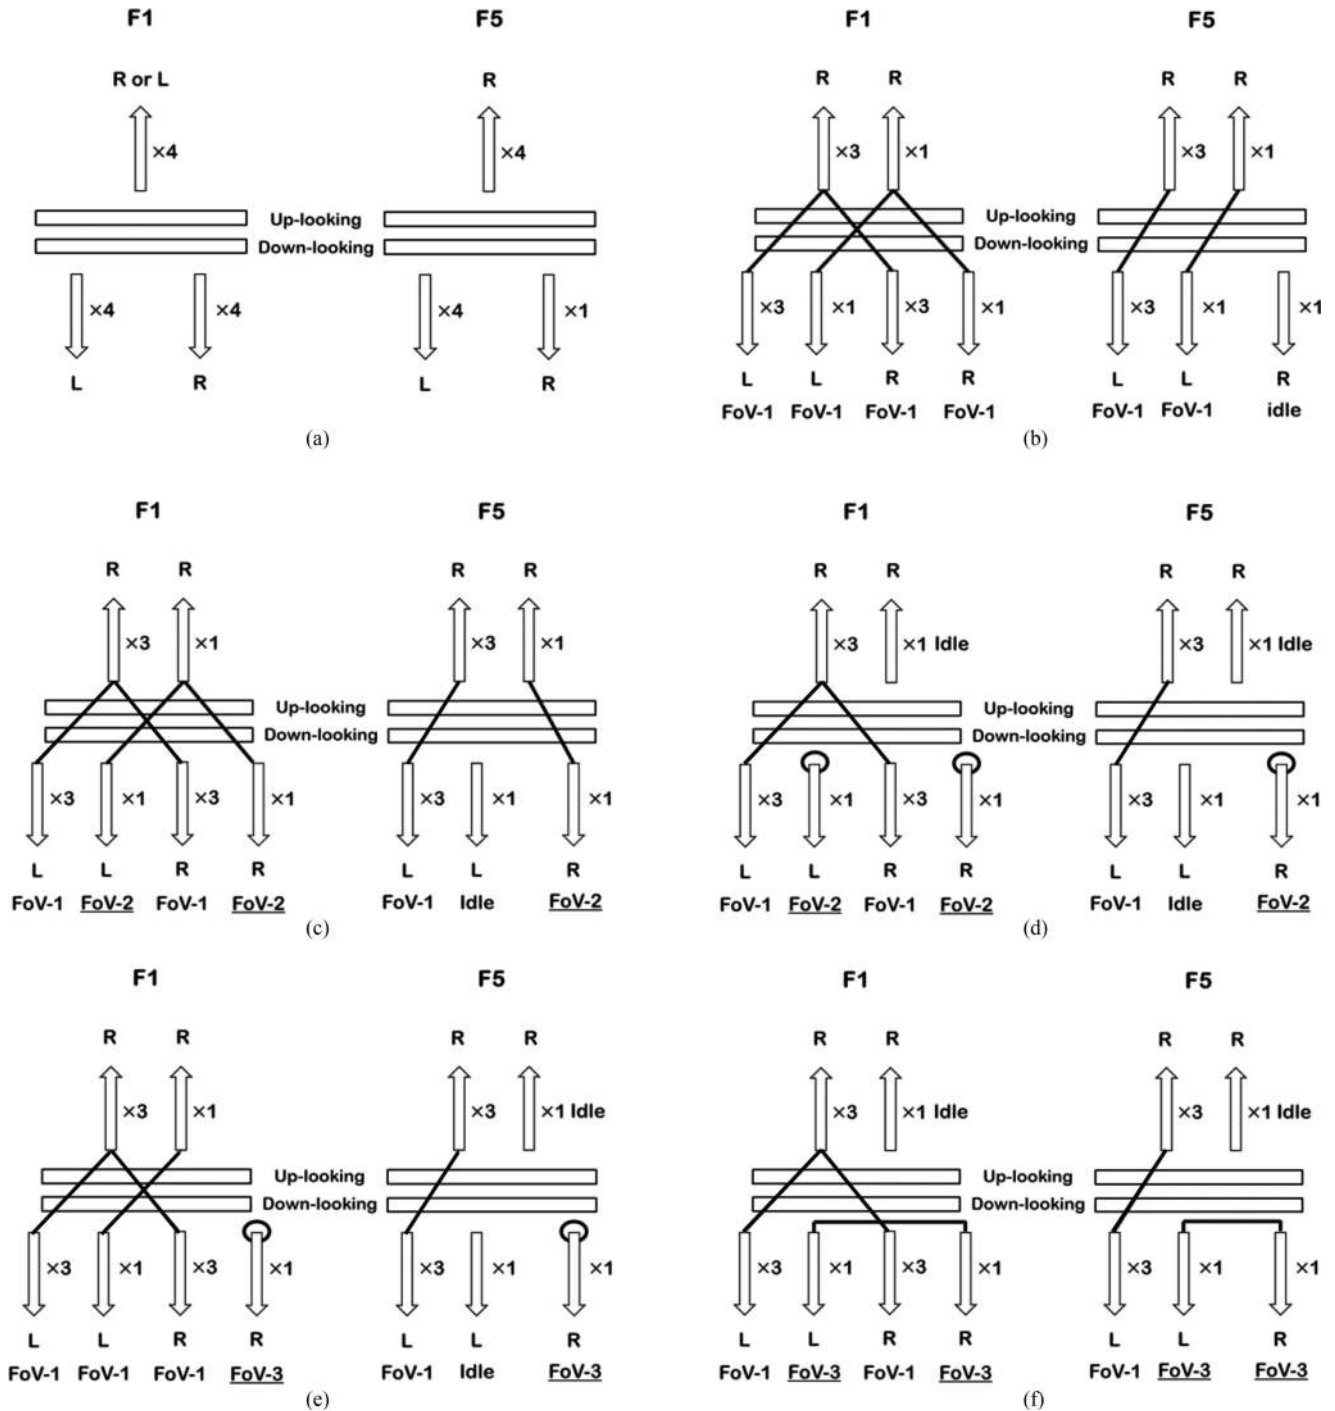 F1 F5 F1 F5
R or L R R R R R
×4 ×4 ×3 ×1 ×3 ×1
Up-looking Up-looking
Down-looking Down-looking
×4 ×4 ×4 ×1 ×3 ×1 ×3 ×1 ×3 ×1 ×1
L R L R L L R R L L R
FoV-1 FoV-1 FoV-1 FoV-1 FoV-1 FoV-1 idle
(a) (b)
F1 F5 F1 F5
R R R R R R R R
×3 ×1 ×3 ×1 ×3 ×1 Idle ×3 ×1 Idle
Up-looking Up-looking
Down-looking Down-looking
×3 ×1 ×3 ×1 ×3 ×1 ×1 ×3 ×1 ×3 ×1 ×3 ×1 ×1
L L R R L L R L L R R L L R
FoV-1 FoV-2 FoV-1 FoV-2 FoV-1 Idle FoV-2 FoV-1 FoV-2 FoV-1 FoV-2 FoV-1 Idle FoV-2
(c) (d)
F1 F5 F1 F5
R R R R R R R R
×3 ×1 ×3 ×1 Idle ×3 ×1 Idle ×3 ×1 Idle
Up-looking Up-looking
Down-looking Down-looking
×3 ×1 ×3 ×1 ×3 ×1 ×1 ×3 ×1 ×3 ×1 ×3 ×1 ×1
L L R R L L R L L R R L L R
FoV-1 FoV-1 FoV-1 FoV-3 FoV-1 Idle FoV-3 FoV-1 FoV-3 FoV-1 FoV-3 FoV-1 FoV-3 FoV-3
(e) (f)